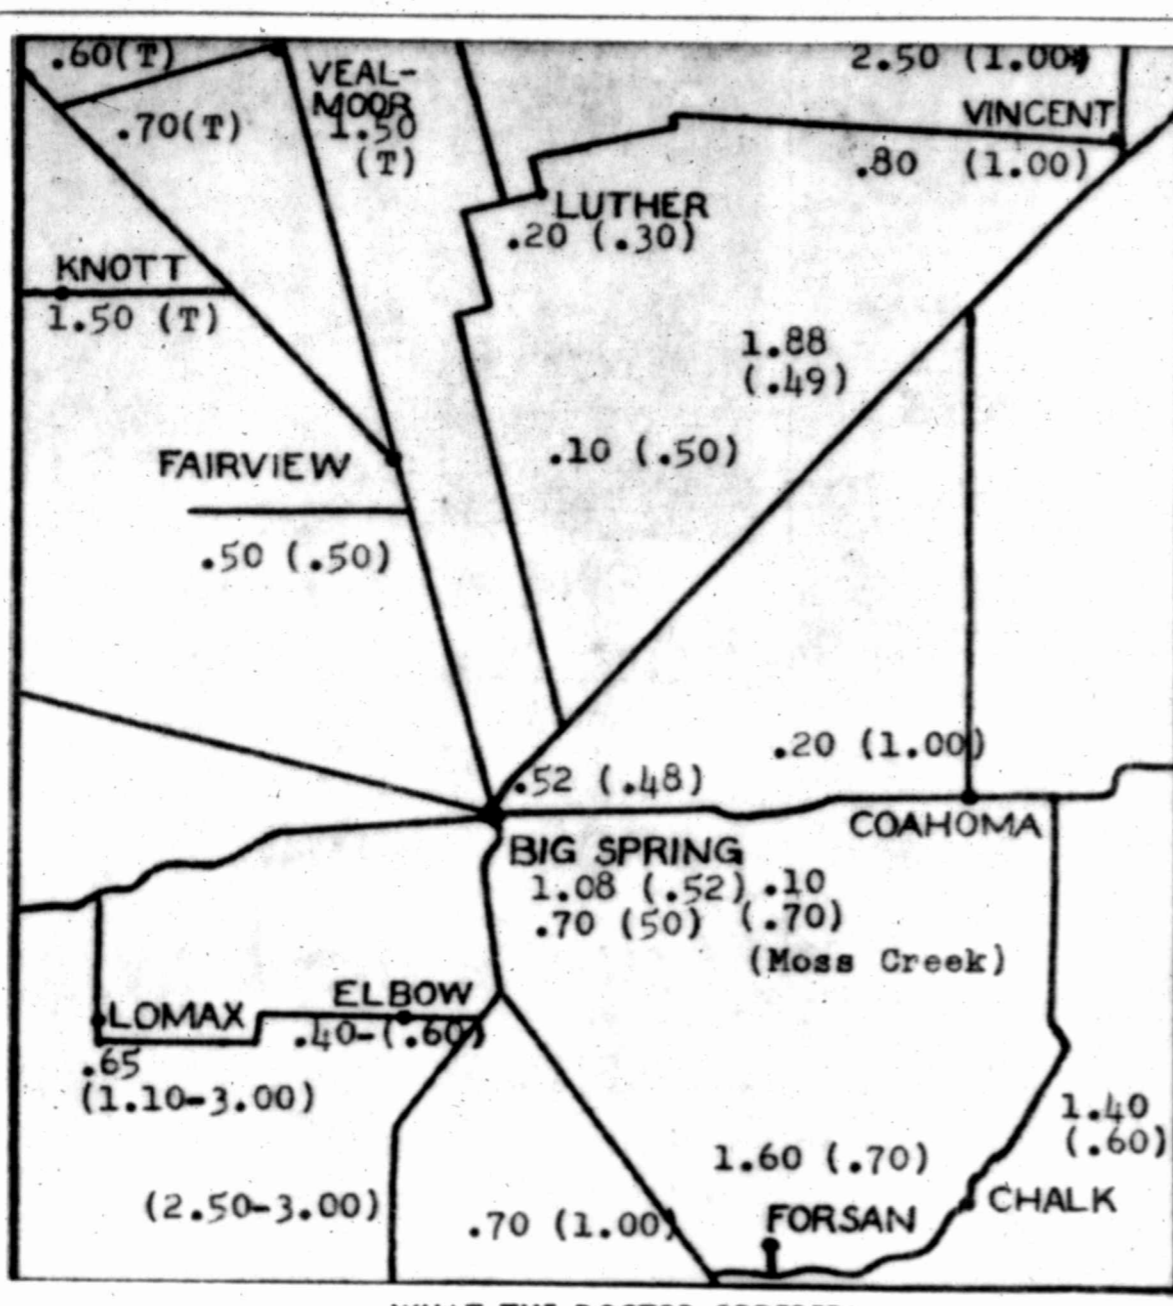 .60(T)
VEAL-
MOOR
1.50
(T)
.70(T)
2.50 (1.00)
VINCENT
.80 (1.00)
LUTHER
.20 (.30)
KNOTT
1.50 (T)
1.88
(.49)
.10 (.50)
FAIRVIEW
.50 (.50)
.20 (1.00)
.52 (.48)
COAHOMA
BIG SPRING
1.08 (.52)
.70 (50)
.10
(.70)
(Moss Creek)
ELBOW
.40-(.60)
LOMAX
.65
(1.10-3.00)
1.40
(.60)
1.60 (.70)
(2.50-3.00)
.70 (1.00)
FORSAN
CHALK